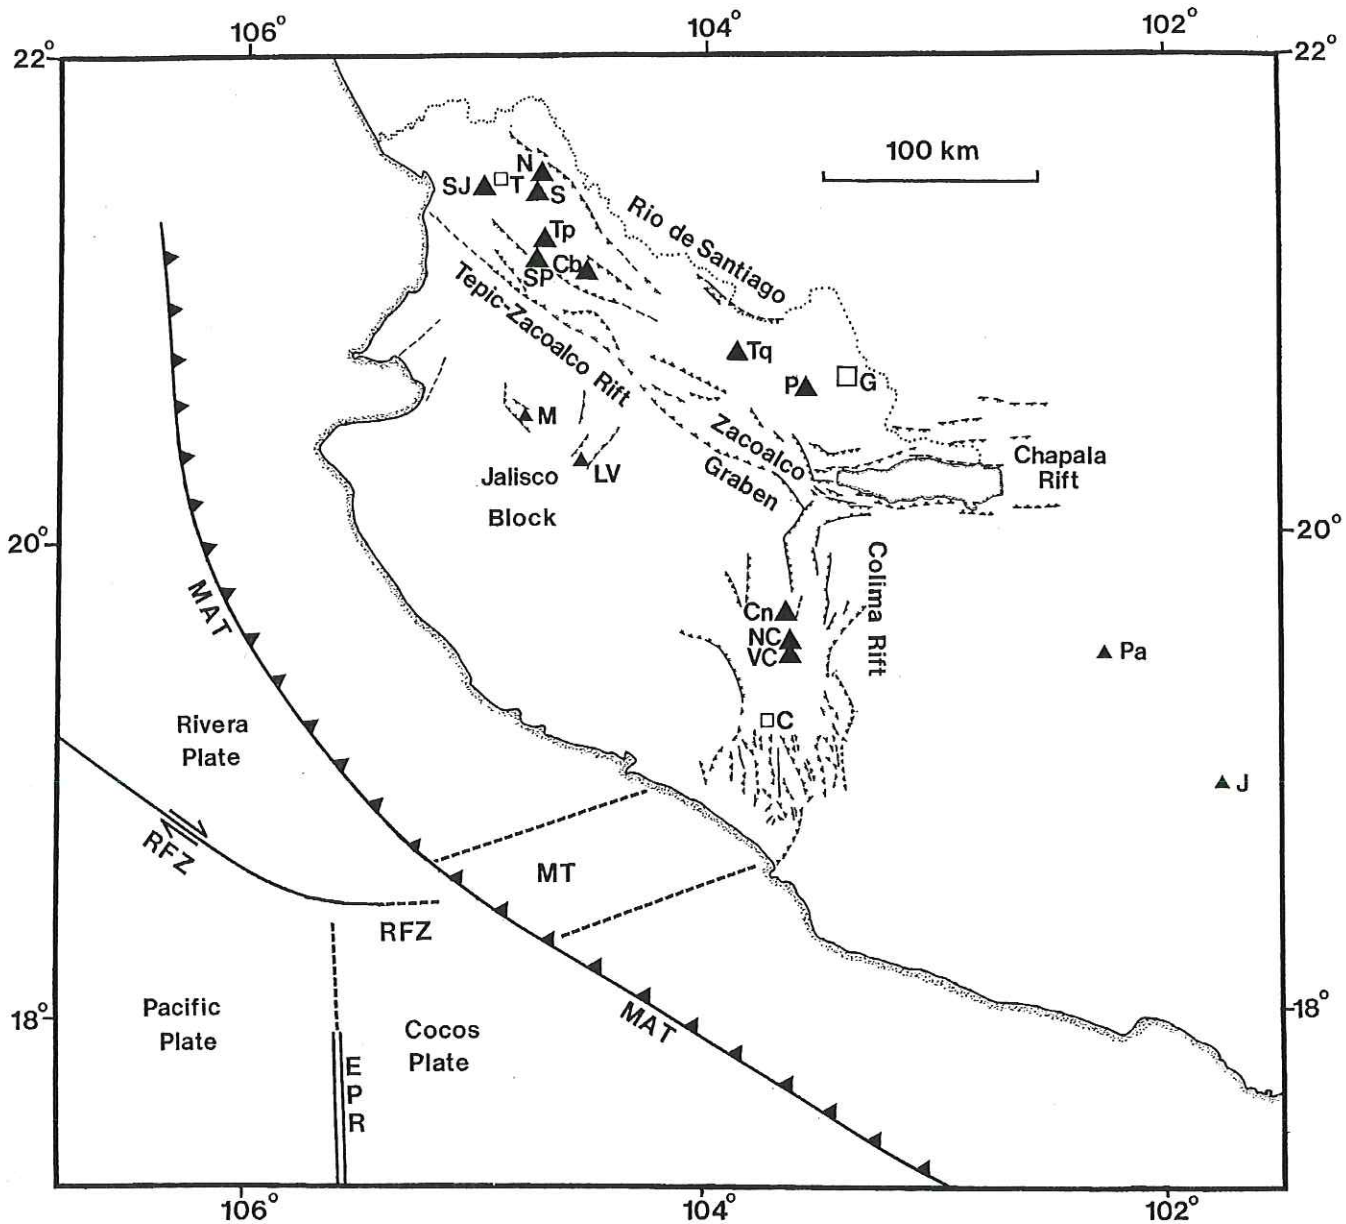 106° 104° 102°
22° 22°
100 km
N
SJ T S
Rio de Santiago
Tp
Cb
SP
Tepic-Zacoalco Rift
Tq
P G
M
Zacoalco
Graben
Chapala
Rift
Jalisco
Block
LV
20° 20°
Colima Rift
MAT
Cn
NC
VC
Pa
C
Rivera
Plate
J
RFZ
MT
RFZ
Pacific
Plate
Cocos
Plate
MAT
18° 18°
E
P
R
106° 104° 102°